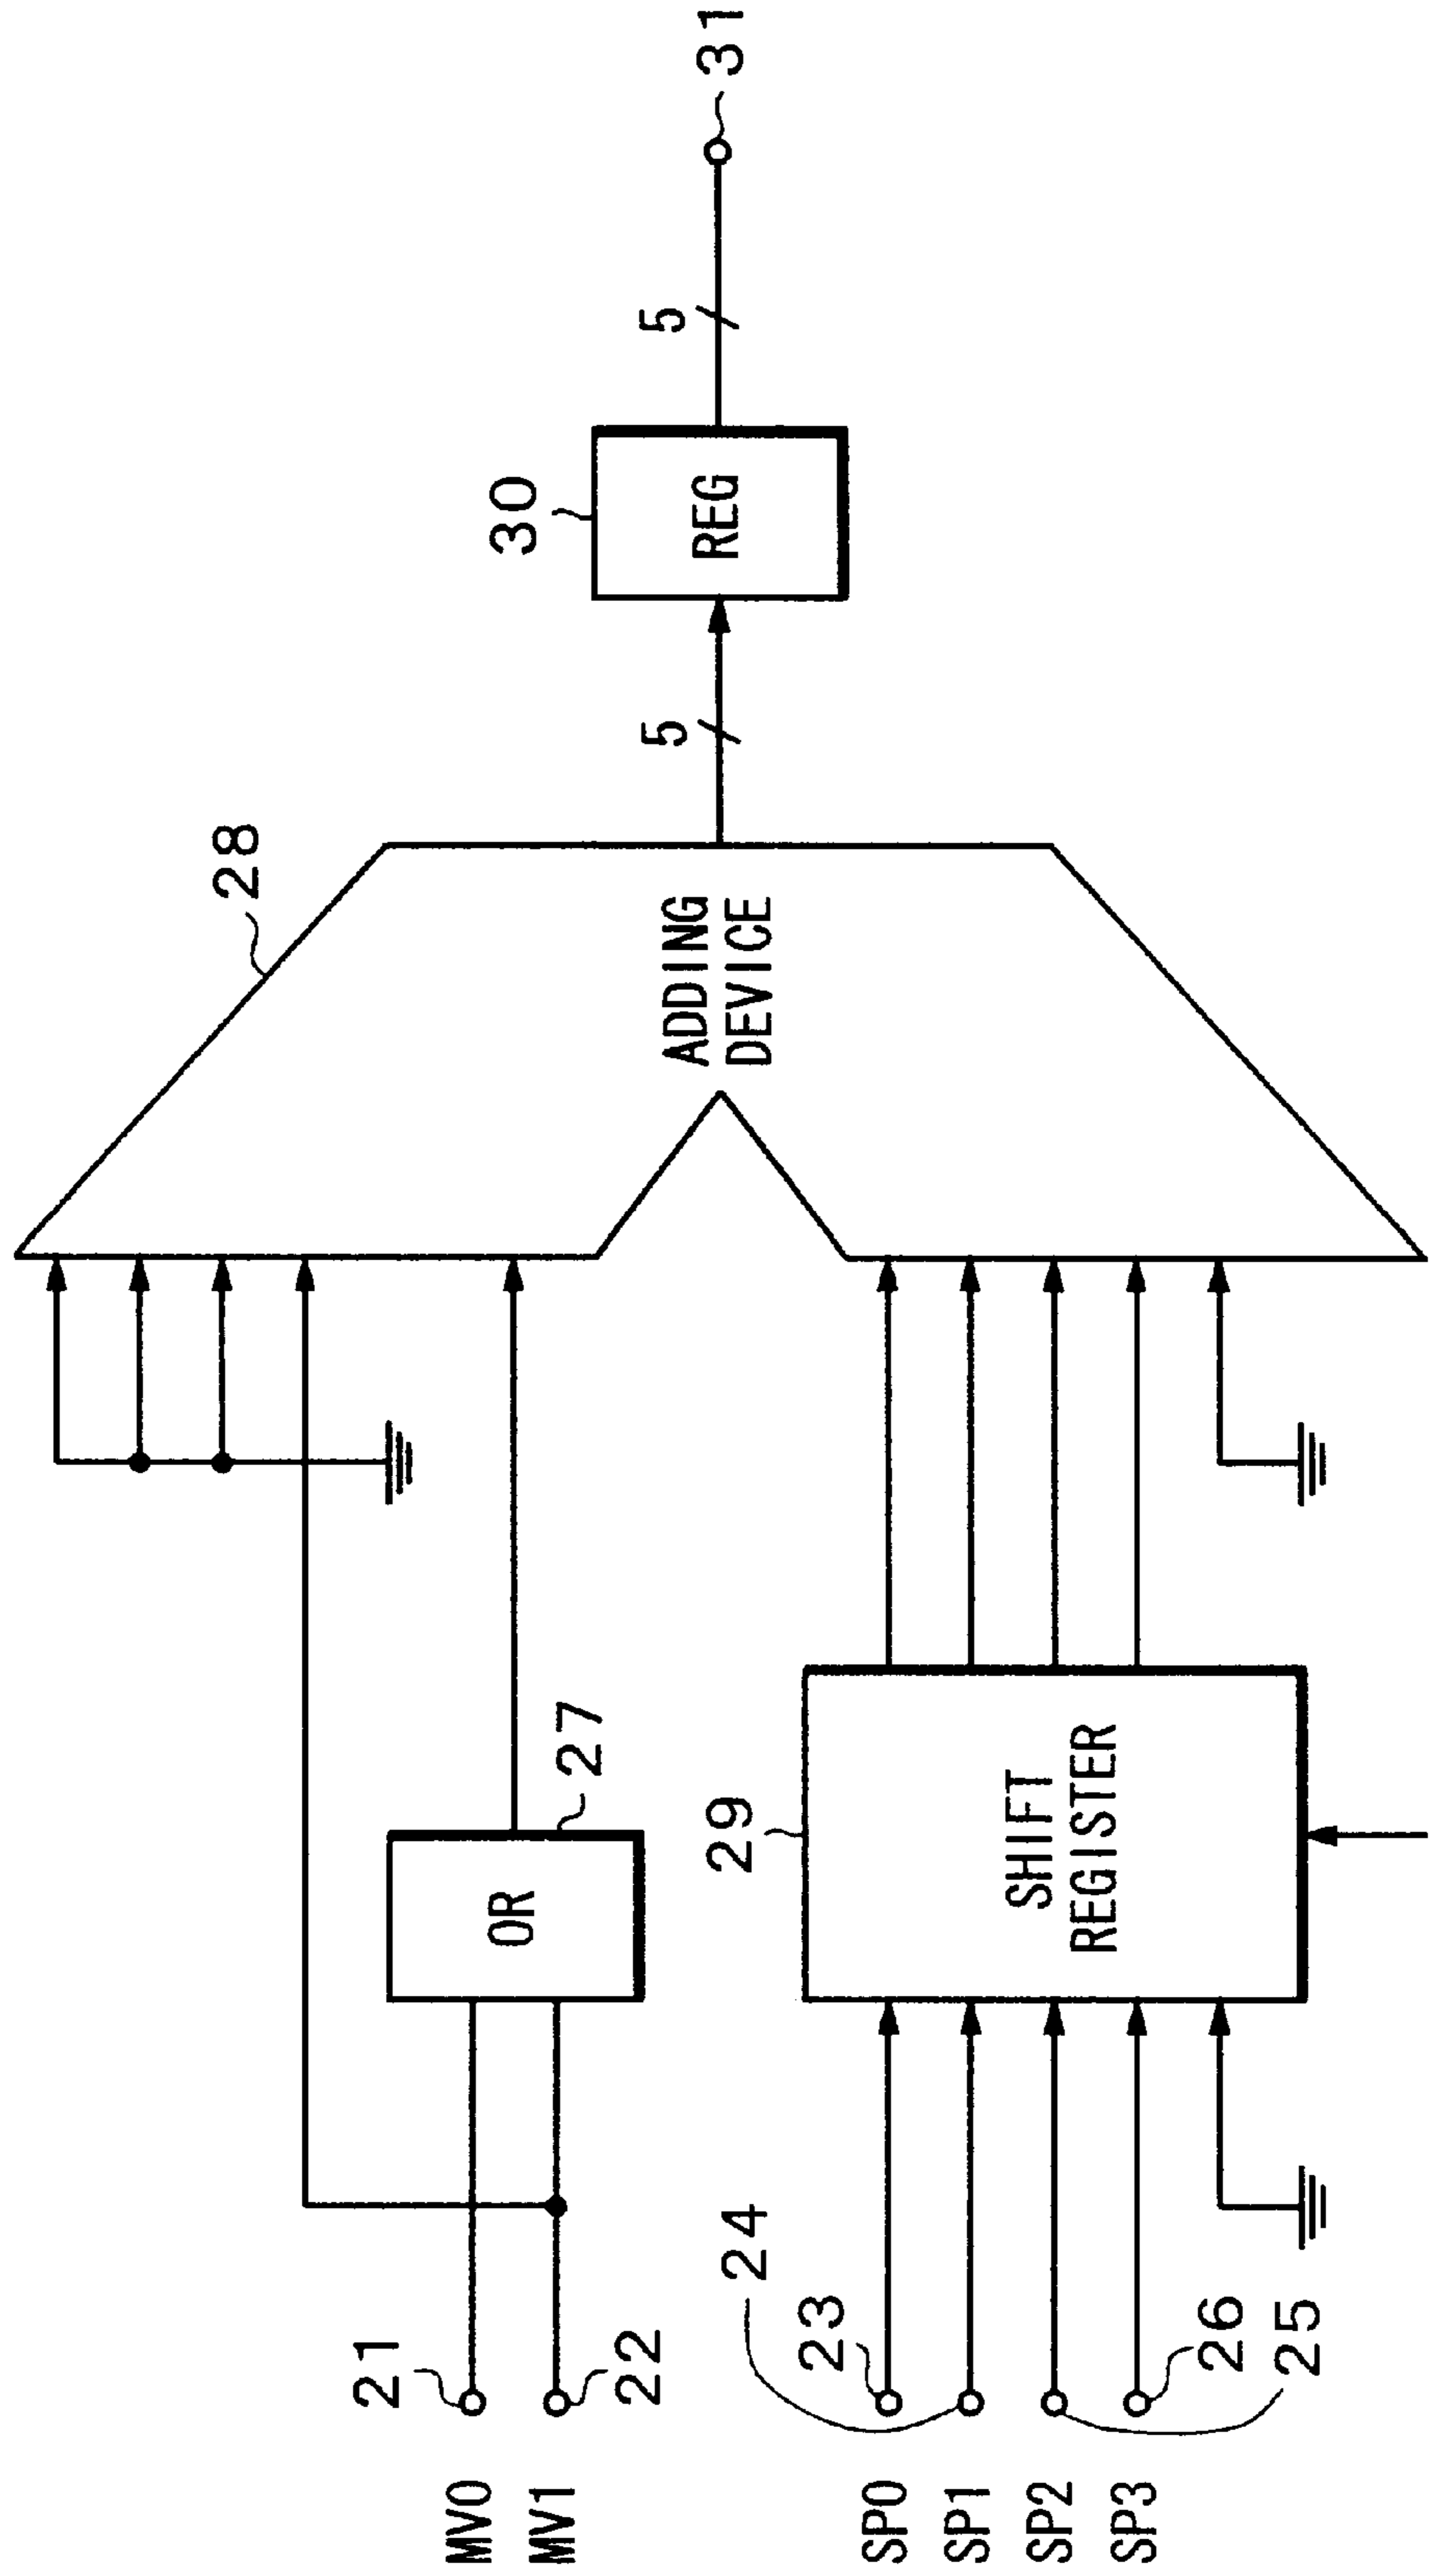 MV0
MV1
21
22
OR
27
28
ADDING
DEVICE
5
30
REG
5
31
SP0
SP1
SP2
SP3
24
23
26
25
29
SHIFT
REGISTER